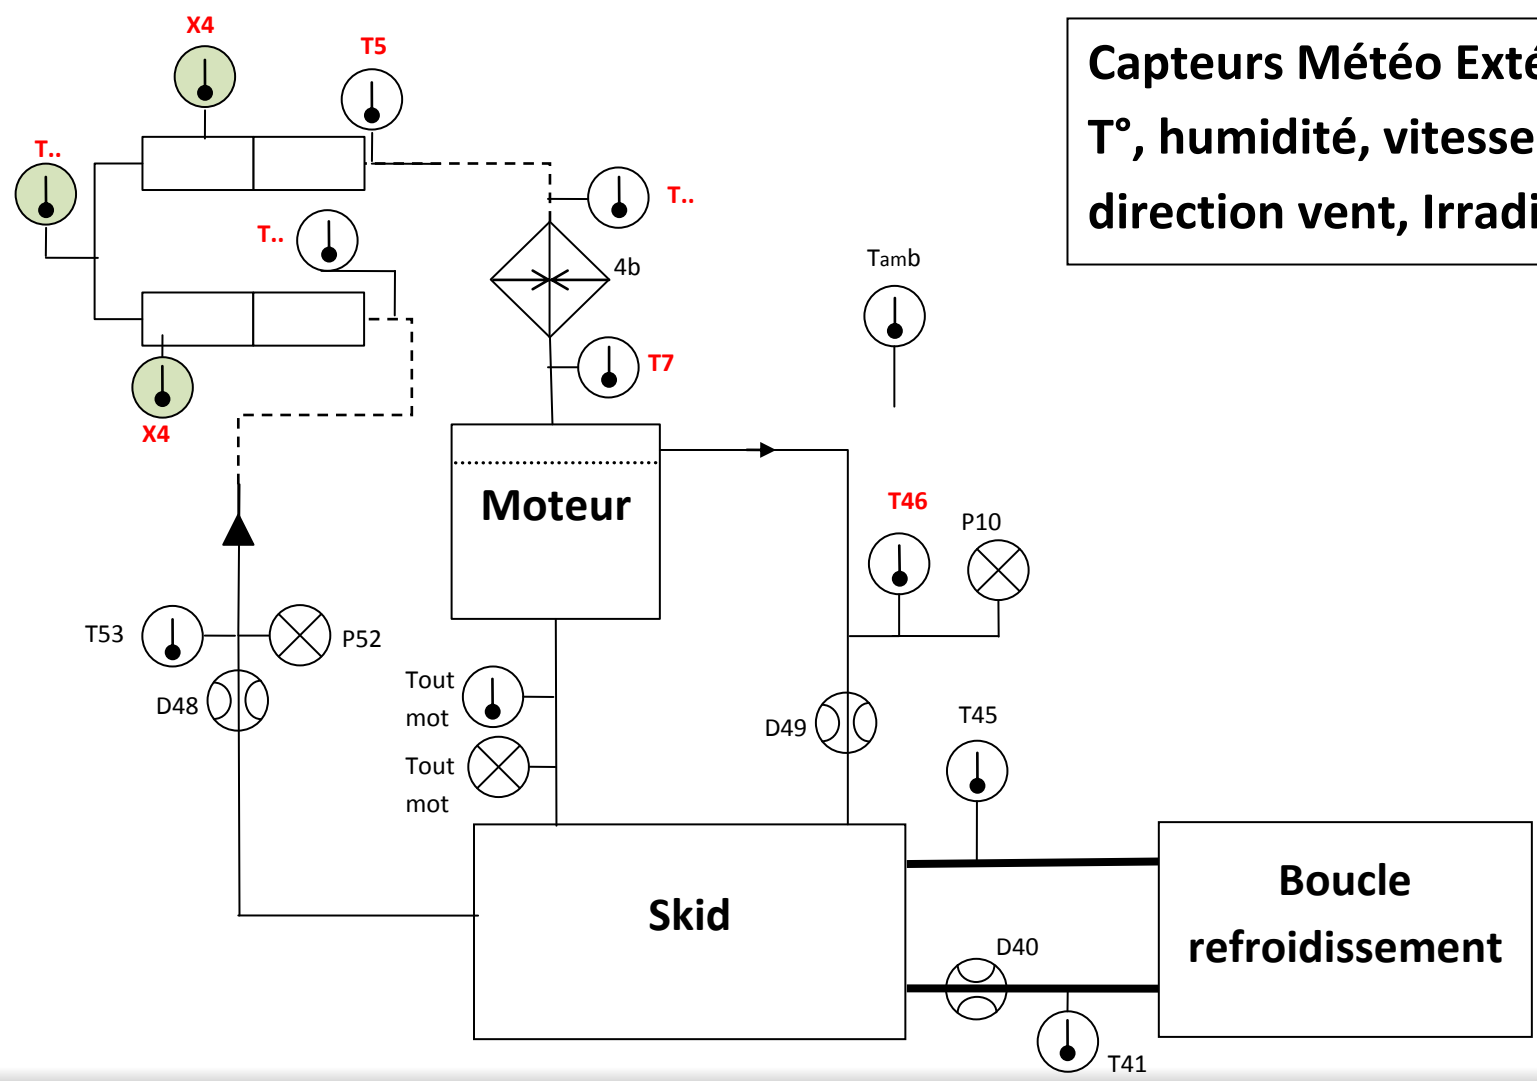 X4
T5
Capteurs Météo Exté
T°, humidité, vitesse
direction vent, Irradi
T..
T..
T..
Tamb
4b
T7
X4
Moteur
T46
P10
T53
P52
Tout
mot
D48
T45
D49
Tout
mot
Boucle
refroidissement
Skid
D40
T41